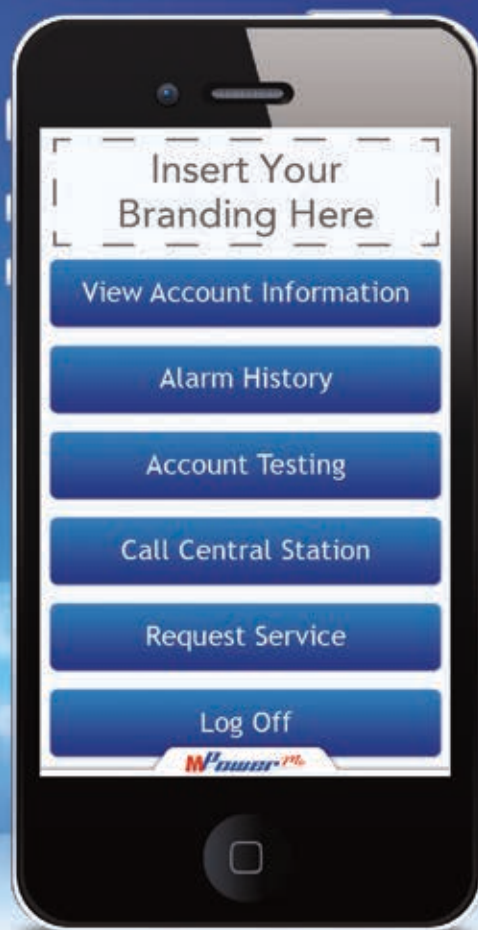 Insert Your
Branding Here
View Account Information
Alarm History
Account Testing
Call Central Station
Request Service
Log Off
MPower Me